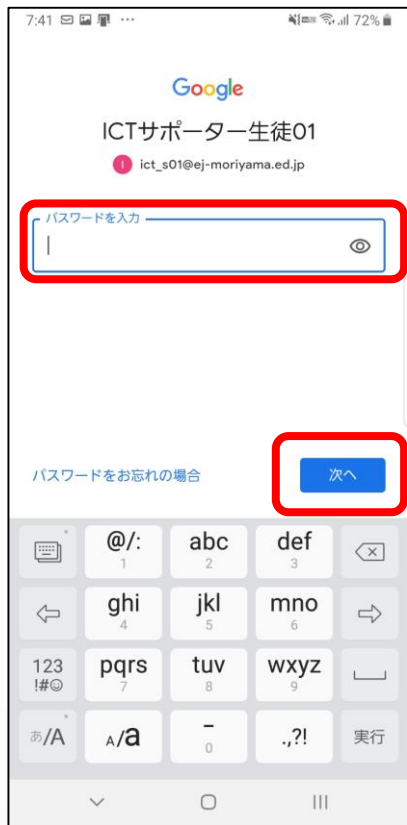 7:41 72%
Google
ICTサポーター生徒01
I ict_s01@ej-moriyama.ed.jp
パスワードを入力
パスワードをお忘れの場合 次へ
@/: abc def
1 2 3
ghi jkl mno
4 5 6
123 pqrs tuv wxyz
!#☺ 7 8 9
あ/A A/a - .,?! 実行
0